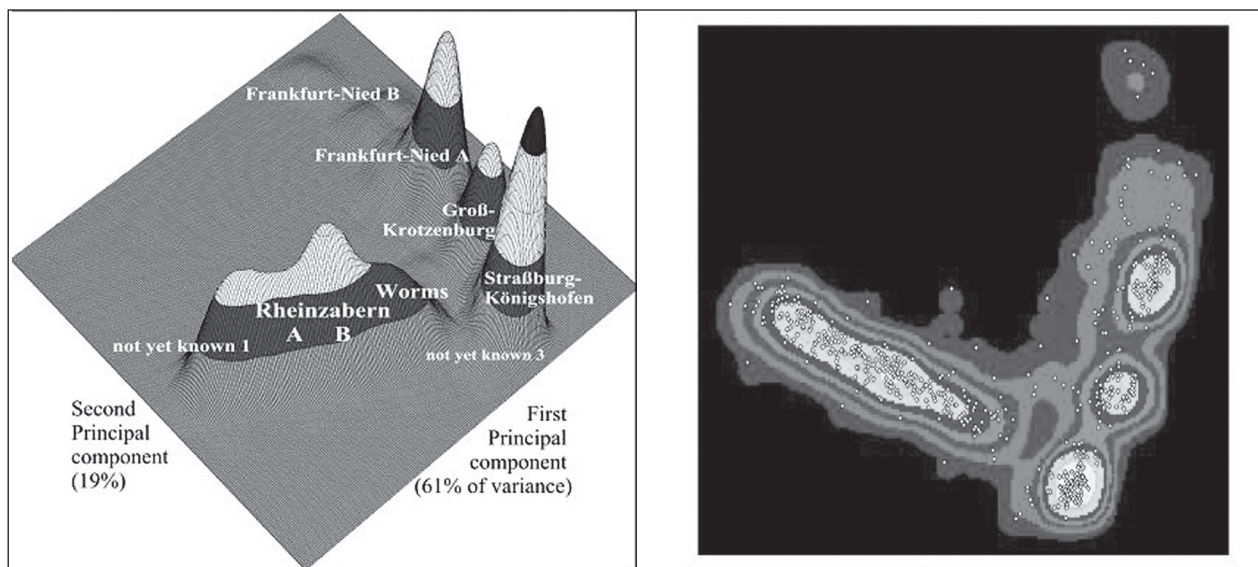 Frankfurt-Nied B
Frankfurt-Nied A
Groß-
Krotzenburg
Straßburg-
Königshofen
Worms
Rheinzabern
A B
not yet known 1
not yet known 3
Second
Principal
component
(19%)
First
Principal
component
(61% of variance)